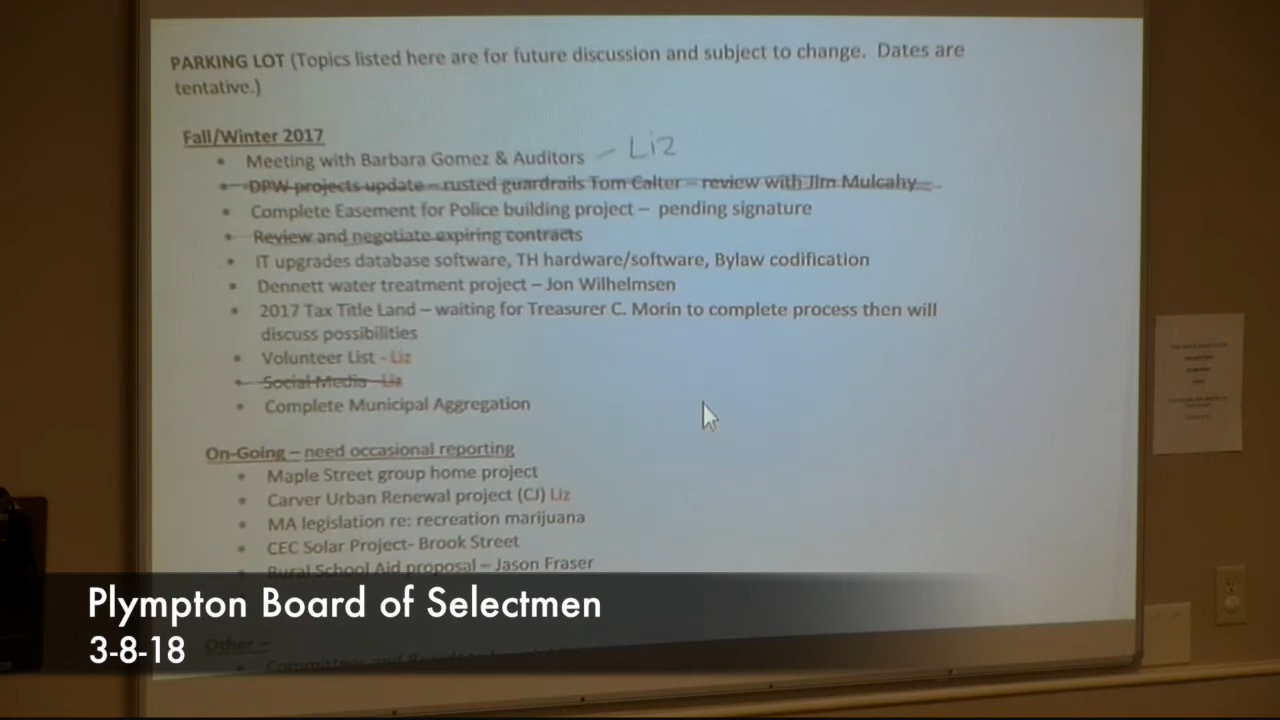 PARKING LOT (Topics listed here are for future discussion and subject to change. Dates are
tentative.)
Fall/Winter 2017
• Meeting with Barbara Gomez & Auditors – Liz
• DPW projects update – rusted guardrails Tom Calter – review with Jim Mulcahy
• Complete Easement for Police building project – pending signature
• Review and negotiate expiring contracts
• IT upgrades database software, TH hardware/software, Bylaw codification
• Dennett water treatment project – Jon Wilhelmsen
• 2017 Tax Title Land – waiting for Treasurer C. Morin to complete process then will
discuss possibilities
• Volunteer List - Liz
• Social Media - Liz
• Complete Municipal Aggregation
On-Going – need occasional reporting
• Maple Street group home project
• Carver Urban Renewal project (CJ) Liz
• MA legislation re: recreation marijuana
• CEC Solar Project- Brook Street
• Rural School Aid proposal – Jason Fraser
Plympton Board of Selectmen
3-8-18
Other –
• Committees and